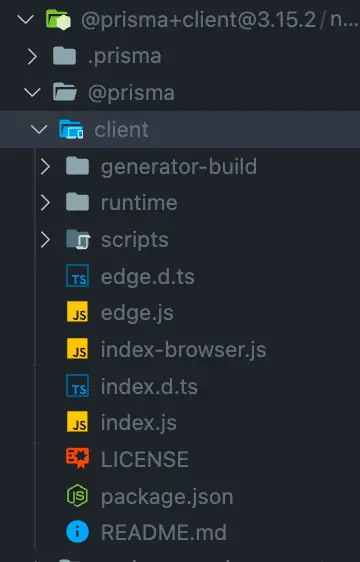 @prisma+client@3.15.2/n...
.prisma
@prisma
client
generator-build
runtime
scripts
TS edge.d.ts
JS edge.js
JS index-browser.js
TS index.d.ts
JS index.js
LICENSE
JS package.json
i README.md